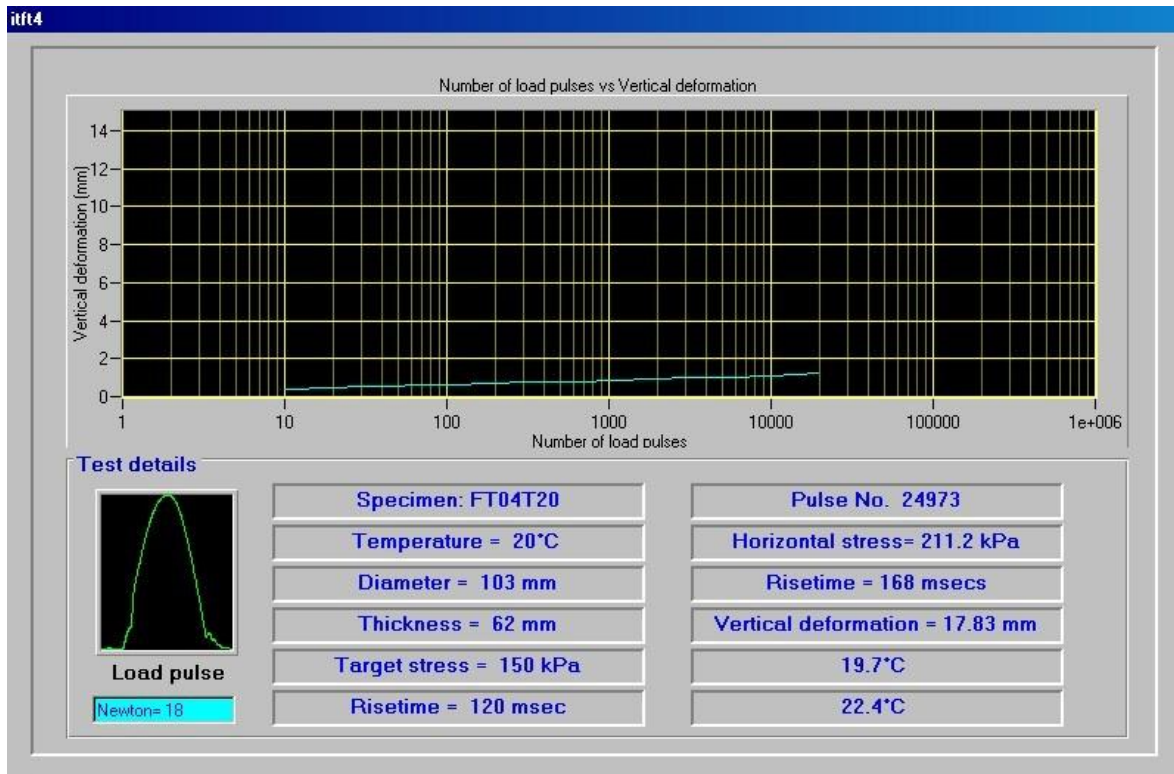 itft4
Number of load pulses vs Vertical deformation
Vertical deformation (mm)
14
12
10
8
6
4
2
0
1 10 100 1000 10000 100000 1e+006
Number of load pulses
Test details
Load pulse
Newton= 18
Specimen: FT04T20
Temperature = 20°C
Diameter = 103 mm
Thickness = 62 mm
Target stress = 150 kPa
Risetime = 120 msec
Pulse No. 24973
Horizontal stress= 211.2 kPa
Risetime = 168 msecs
Vertical deformation = 17.83 mm
19.7°C
22.4°C